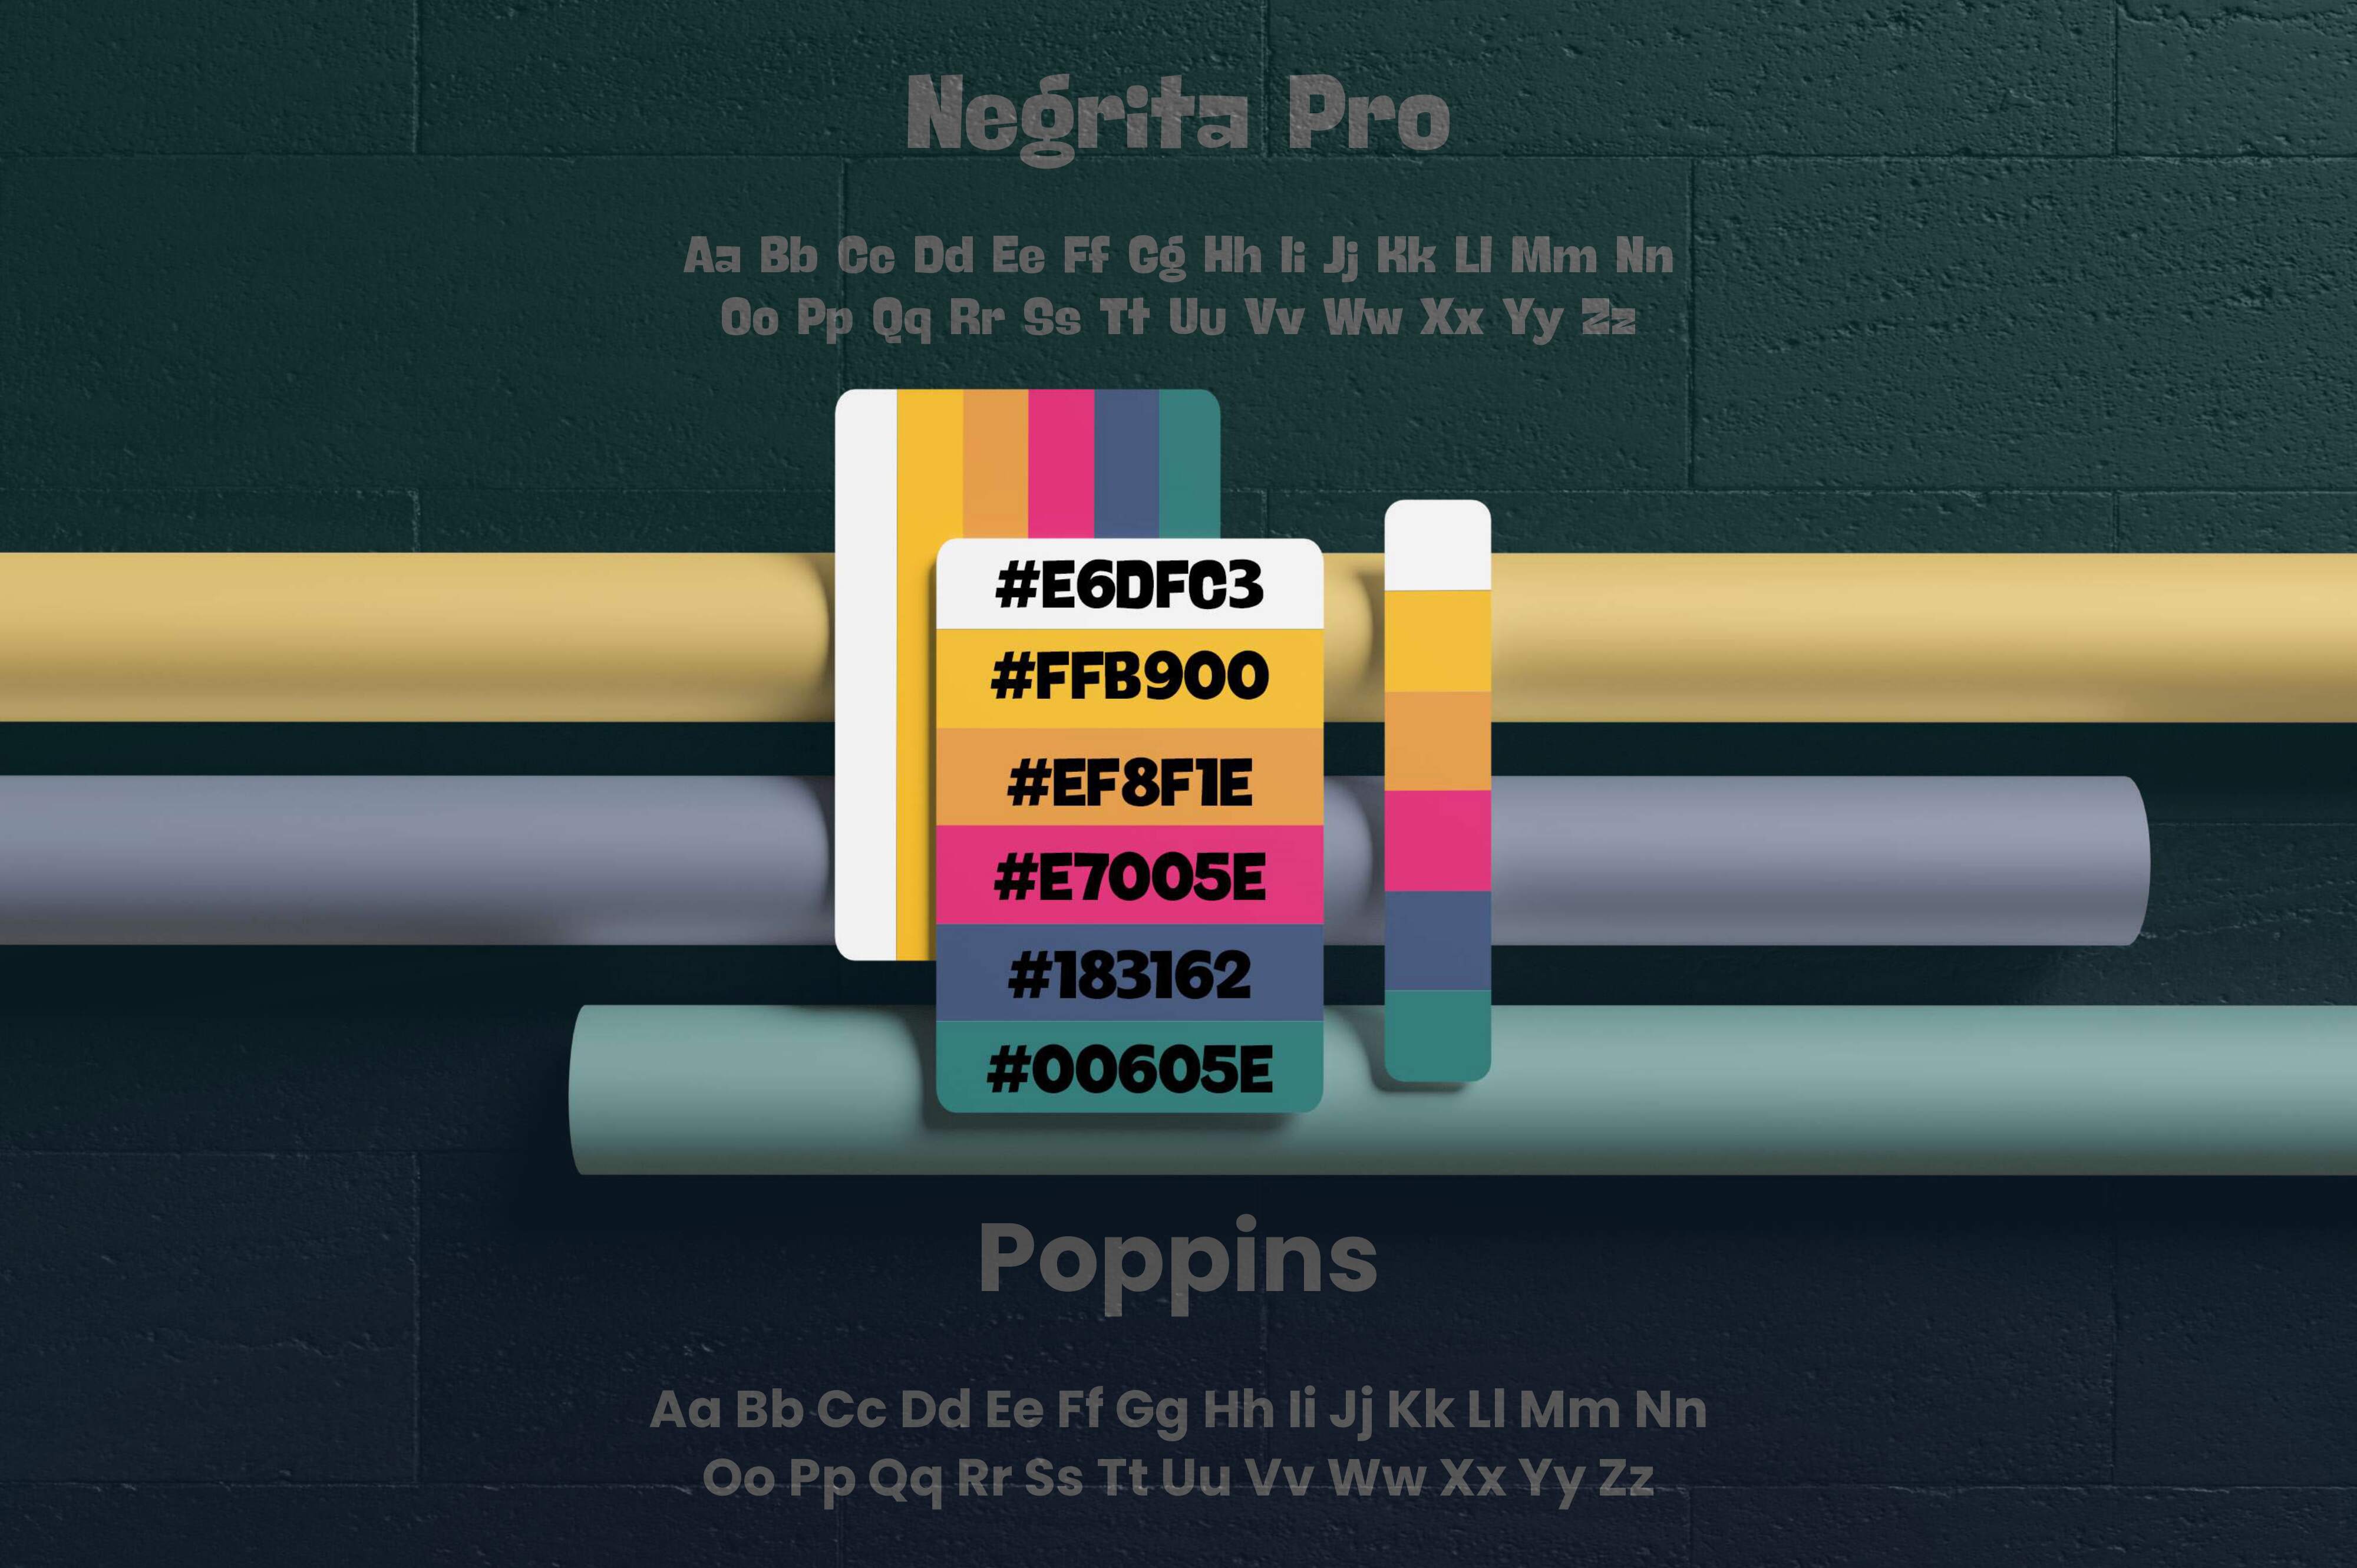 Negrita Pro
Aa Bb Cc Dd Ee Ff Gg Hh Ii Jj Kk Ll Mm Nn
Oo Pp Qq Rr Ss Tt Uu Vv Ww Xx Yy Zz
#E6DFC3
#FFB900
#EF8F1E
#E7005E
#183162
#00605E
Poppins
Aa Bb Cc Dd Ee Ff Gg Hh Ii Jj Kk Ll Mm Nn
Oo Pp Qq Rr Ss Tt Uu Vv Ww Xx Yy Zz